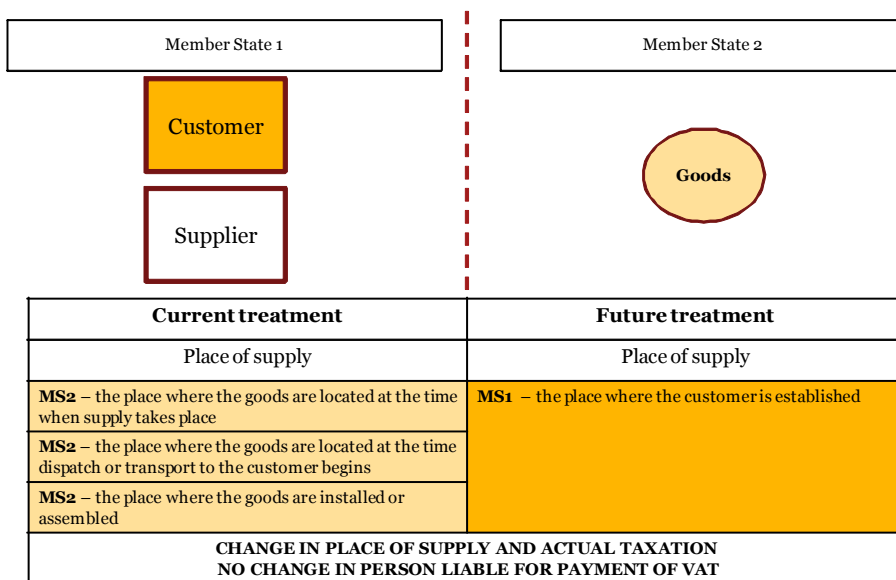 Member State 1
Member State 2
Customer
Goods
Supplier
Current treatment
Future treatment
Place of supply
Place of supply
MS2 – the place where the goods are located at the time
when supply takes place
MS1 – the place where the customer is established
MS2 – the place where the goods are located at the time
dispatch or transport to the customer begins
MS2 – the place where the goods are installed or
assembled
CHANGE IN PLACE OF SUPPLY AND ACTUAL TAXATION
NO CHANGE IN PERSON LIABLE FOR PAYMENT OF VAT